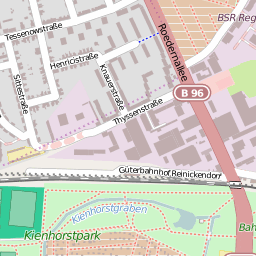 Tessenowstraße
Henricistraße
Sittestraße
Knauerstraße
Roedernallee
BSR Reg
B 96
Thyssenstraße
Güterbahnhof Reinickendorf
Kienhorstgraben
Kienhorstpark
Bah